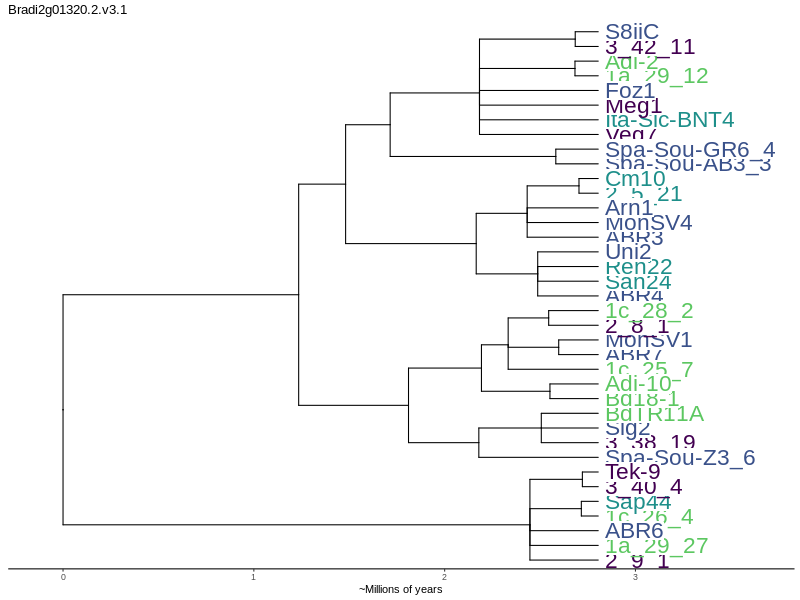 Bradi2g01320.2.v3.1
S8iiC
3_42_11
Adi-2
1a_29_12
Foz1
Meg1
Ita-Sic-BNT4
Veg7
Spa-Sou-GR6_4
Spa-Sou-AB3_3
Cm10
2_5_21
Arn1
MonSV4
ABR3
Uni2
Ren22
San24
ABR4
1c_28_2
2_8_1
MonSV1
ABR7
1c_25_7
Adi-10
Bd18-1
BdTR11A
Sig2
3_38_19
Spa-Sou-Z3_6
Tek-9
3_40_4
Sap44
1c_26_4
ABR6
1a_29_27
2_9_1
0 1 2 3
~Millions of years